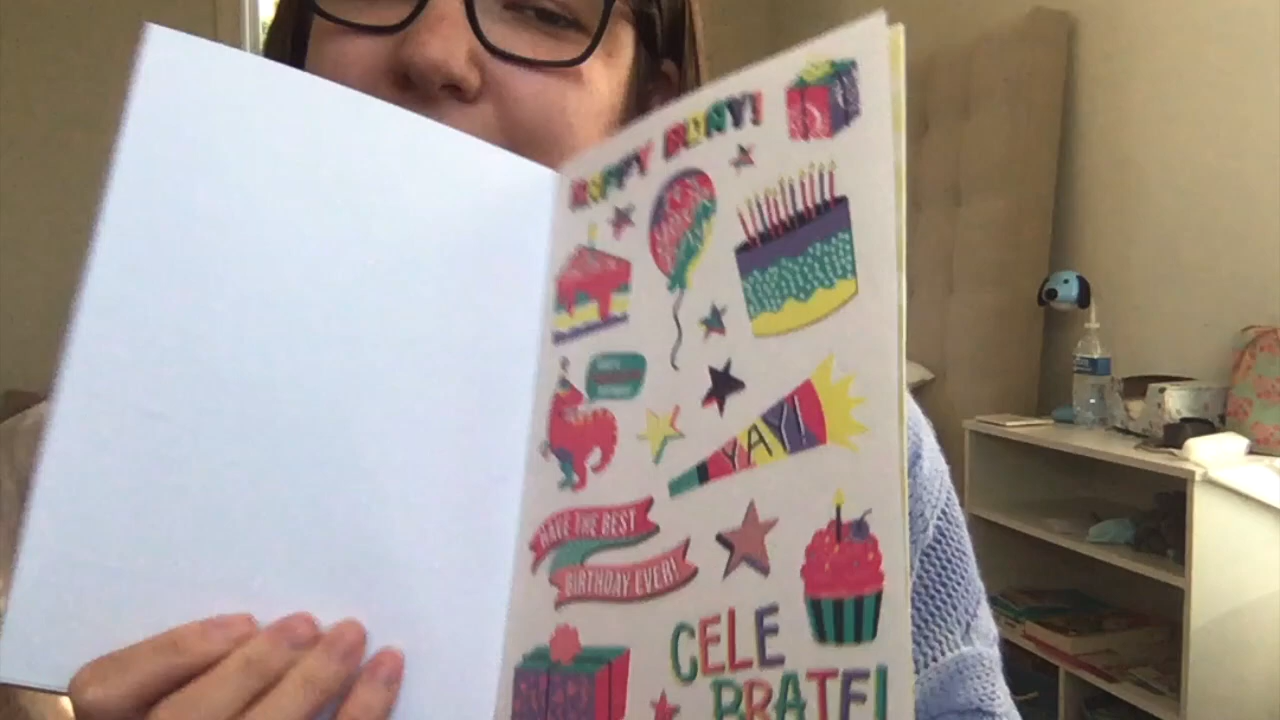 HAPPY BDAY!
YAY!
HAVE THE BEST
BIRTHDAY EVER!
CELE
BRATE!